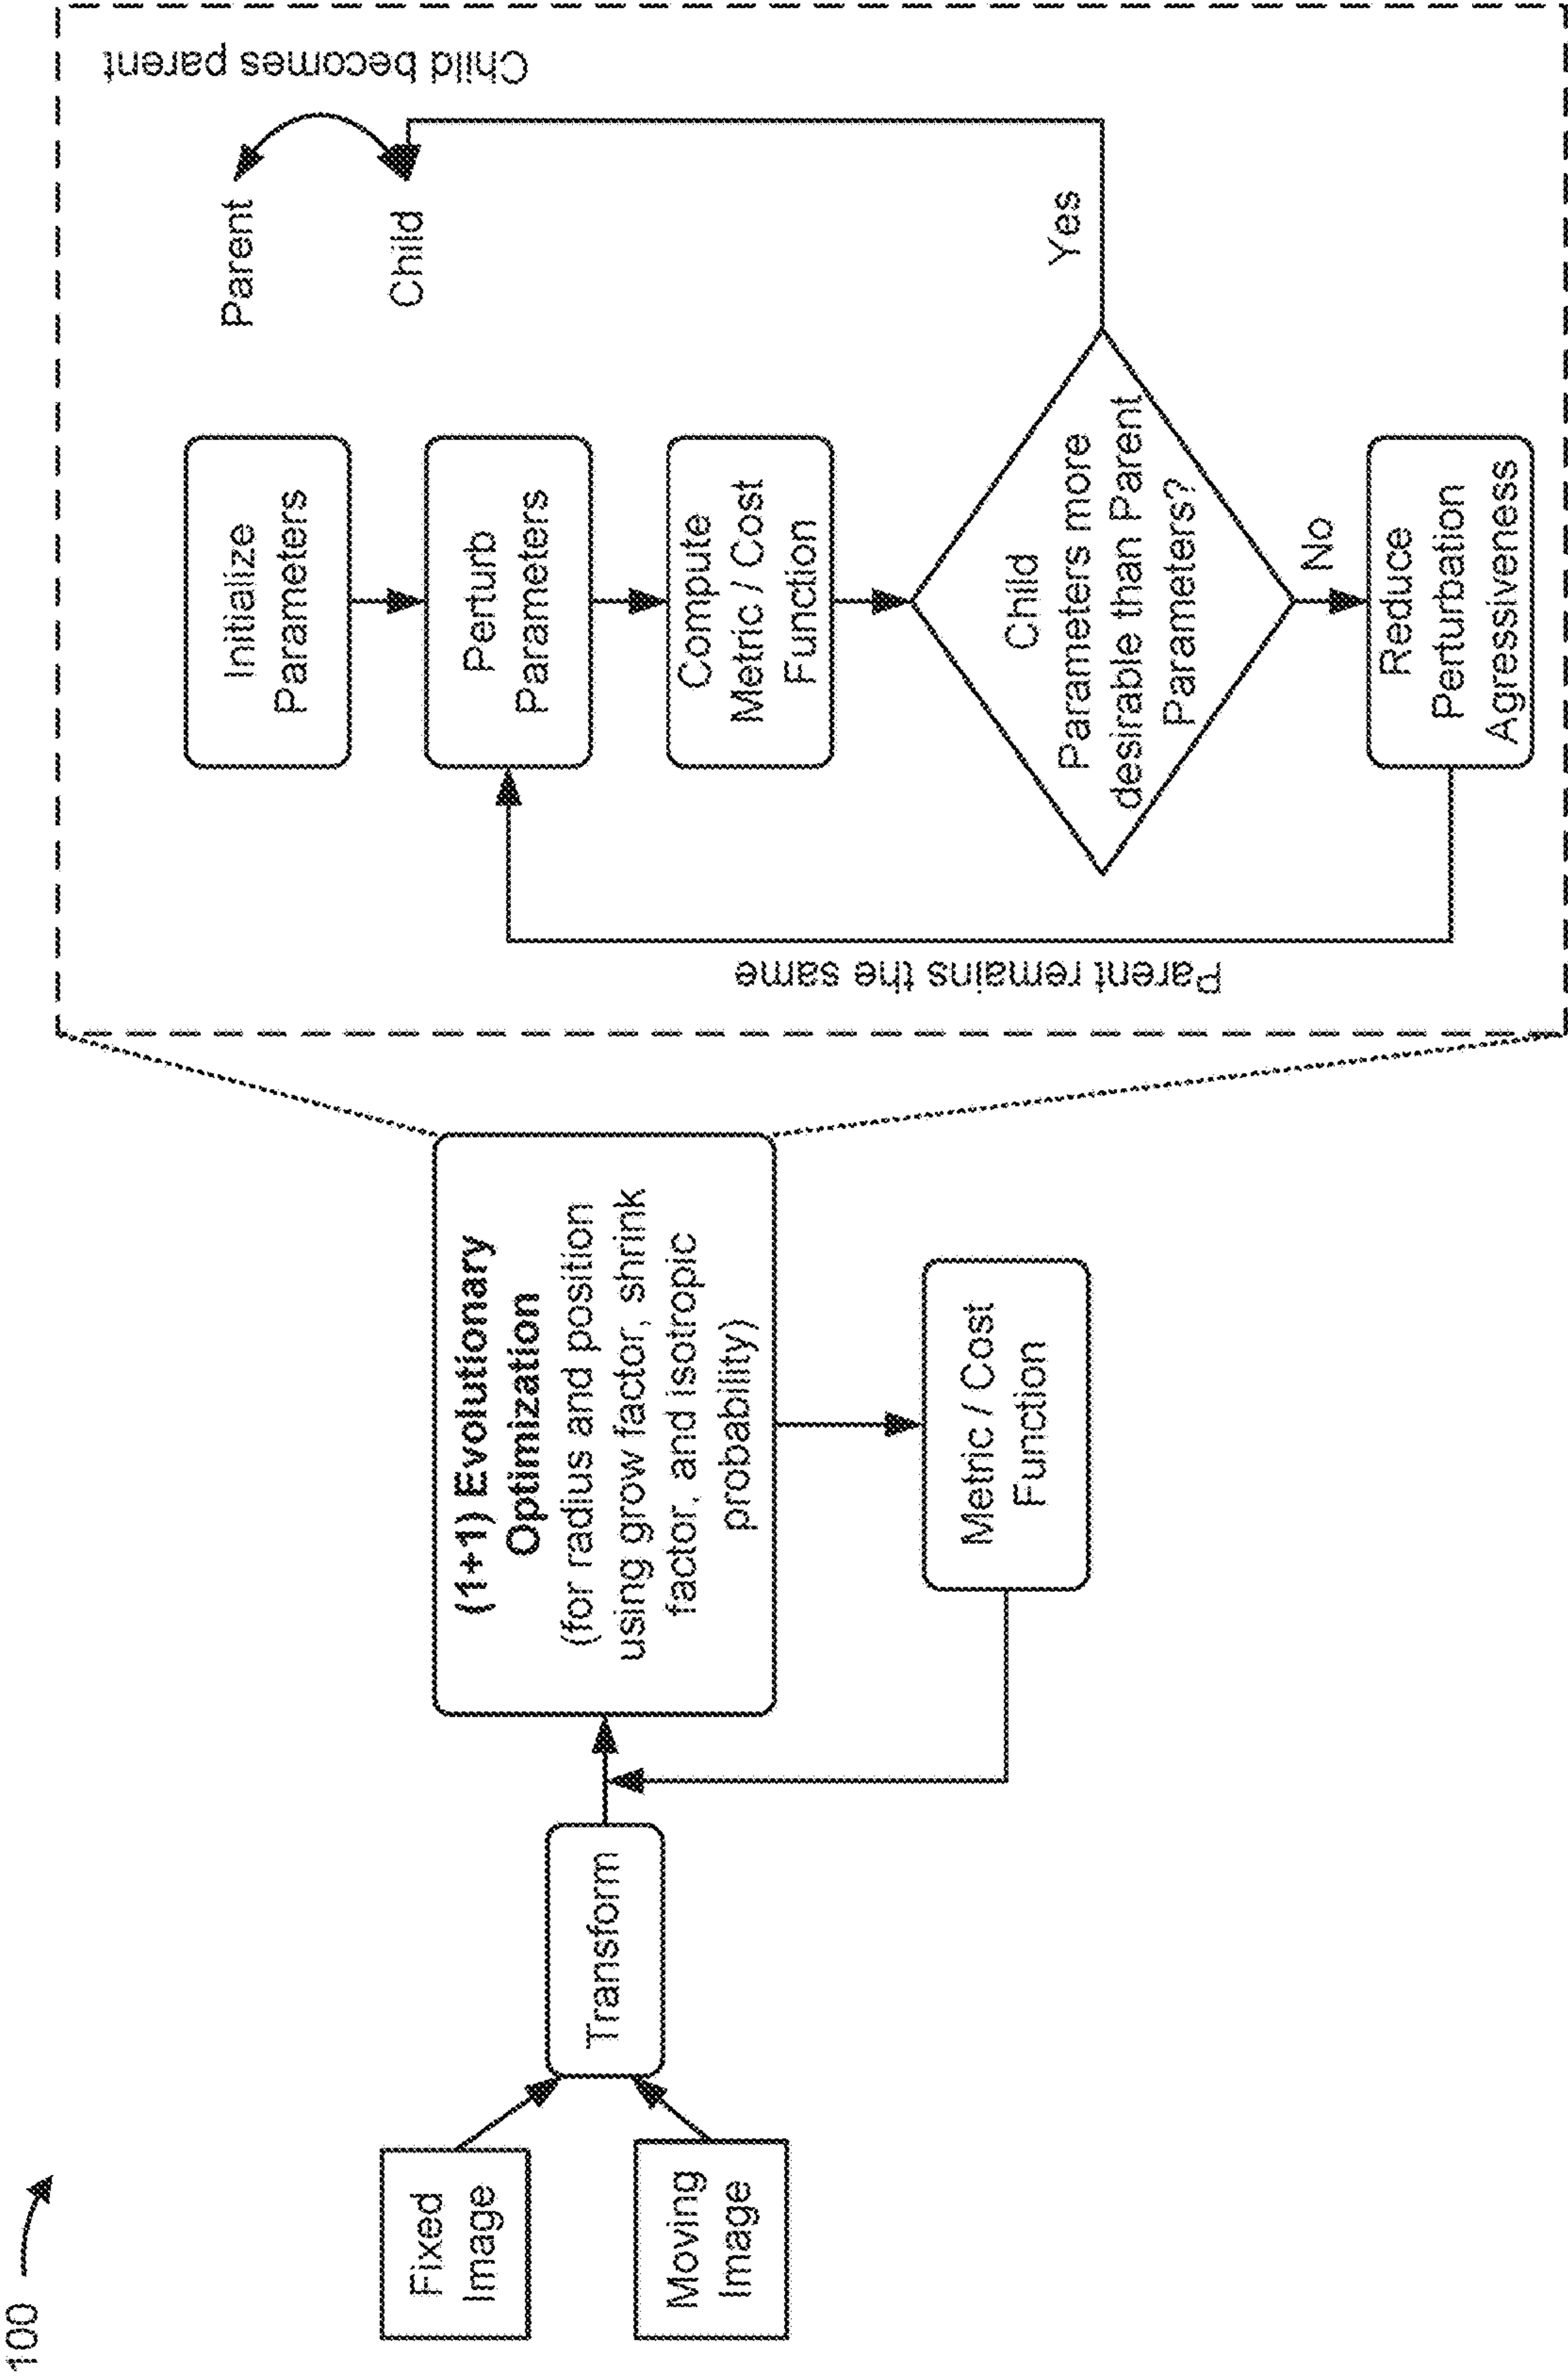 100
Fixed
Image
Moving
Image
Transform
(1+1) Evolutionary
Optimization
(for radius and position
using grow factor, shrink
factor, and isotropic
probability)
Metric / Cost
Function
Initialize
Parameters
Perturb
Parameters
Compute
Metric / Cost
Function
Child
Parameters more
desirable than Parent
Parameters?
No
Reduce
Perturbation
Agressiveness
Parent remains the same
Yes
Parent
Child
Child becomes parent